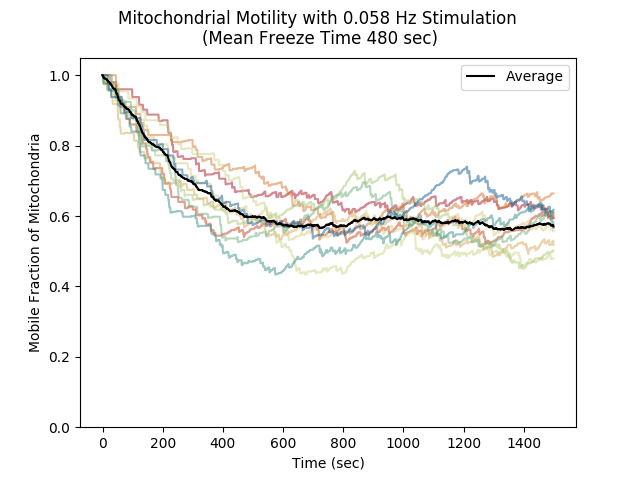 Mitochondrial Motility with 0.058 Hz Stimulation
(Mean Freeze Time 480 sec)
Average
Mobile Fraction of Mitochondria
1.0
0.8
0.6
0.4
0.2
0.0
0 200 400 600 800 1000 1200 1400
Time (sec)